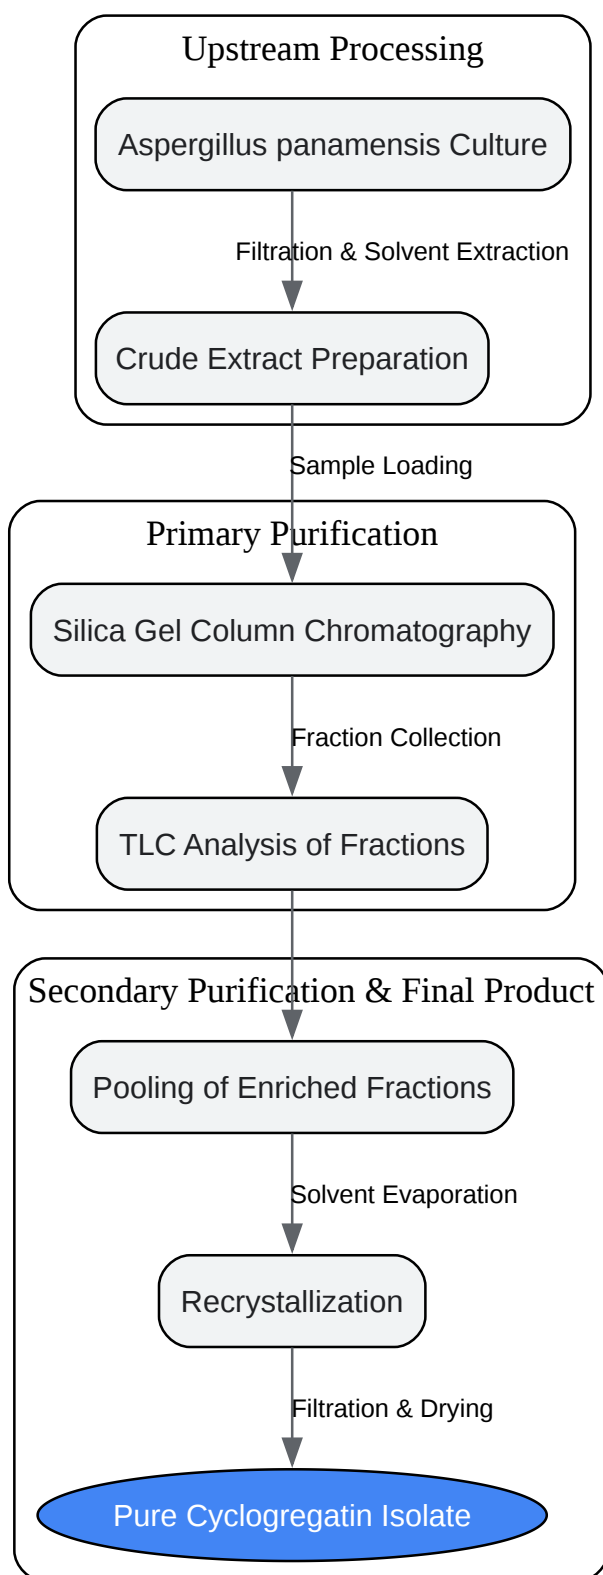 Upstream Processing
Aspergillus panamensis Culture
Filtration & Solvent Extraction
Crude Extract Preparation
Sample Loading
Primary Purification
Silica Gel Column Chromatography
Fraction Collection
TLC Analysis of Fractions
Secondary Purification & Final Product
Pooling of Enriched Fractions
Solvent Evaporation
Recrystallization
Filtration & Drying
Pure Cyclogregatin Isolate